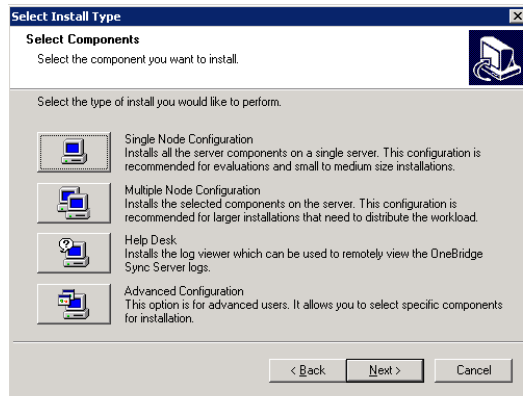 Select Install Type
Select Components
Select the component you want to install.
Select the type of install you would like to perform.
Single Node Configuration
Installs all the server components on a single server. This configuration is
recommended for evaluations and small to medium size installations.
Multiple Node Configuration
Installs the selected components on the server. This configuration is
recommended for larger installations that need to distribute the workload.
Help Desk
Installs the log viewer which can be used to remotely view the OneBridge
Sync Server logs.
Advanced Configuration
This option is for advanced users. It allows you to select specific components
for installation.
< Back
Next >
Cancel